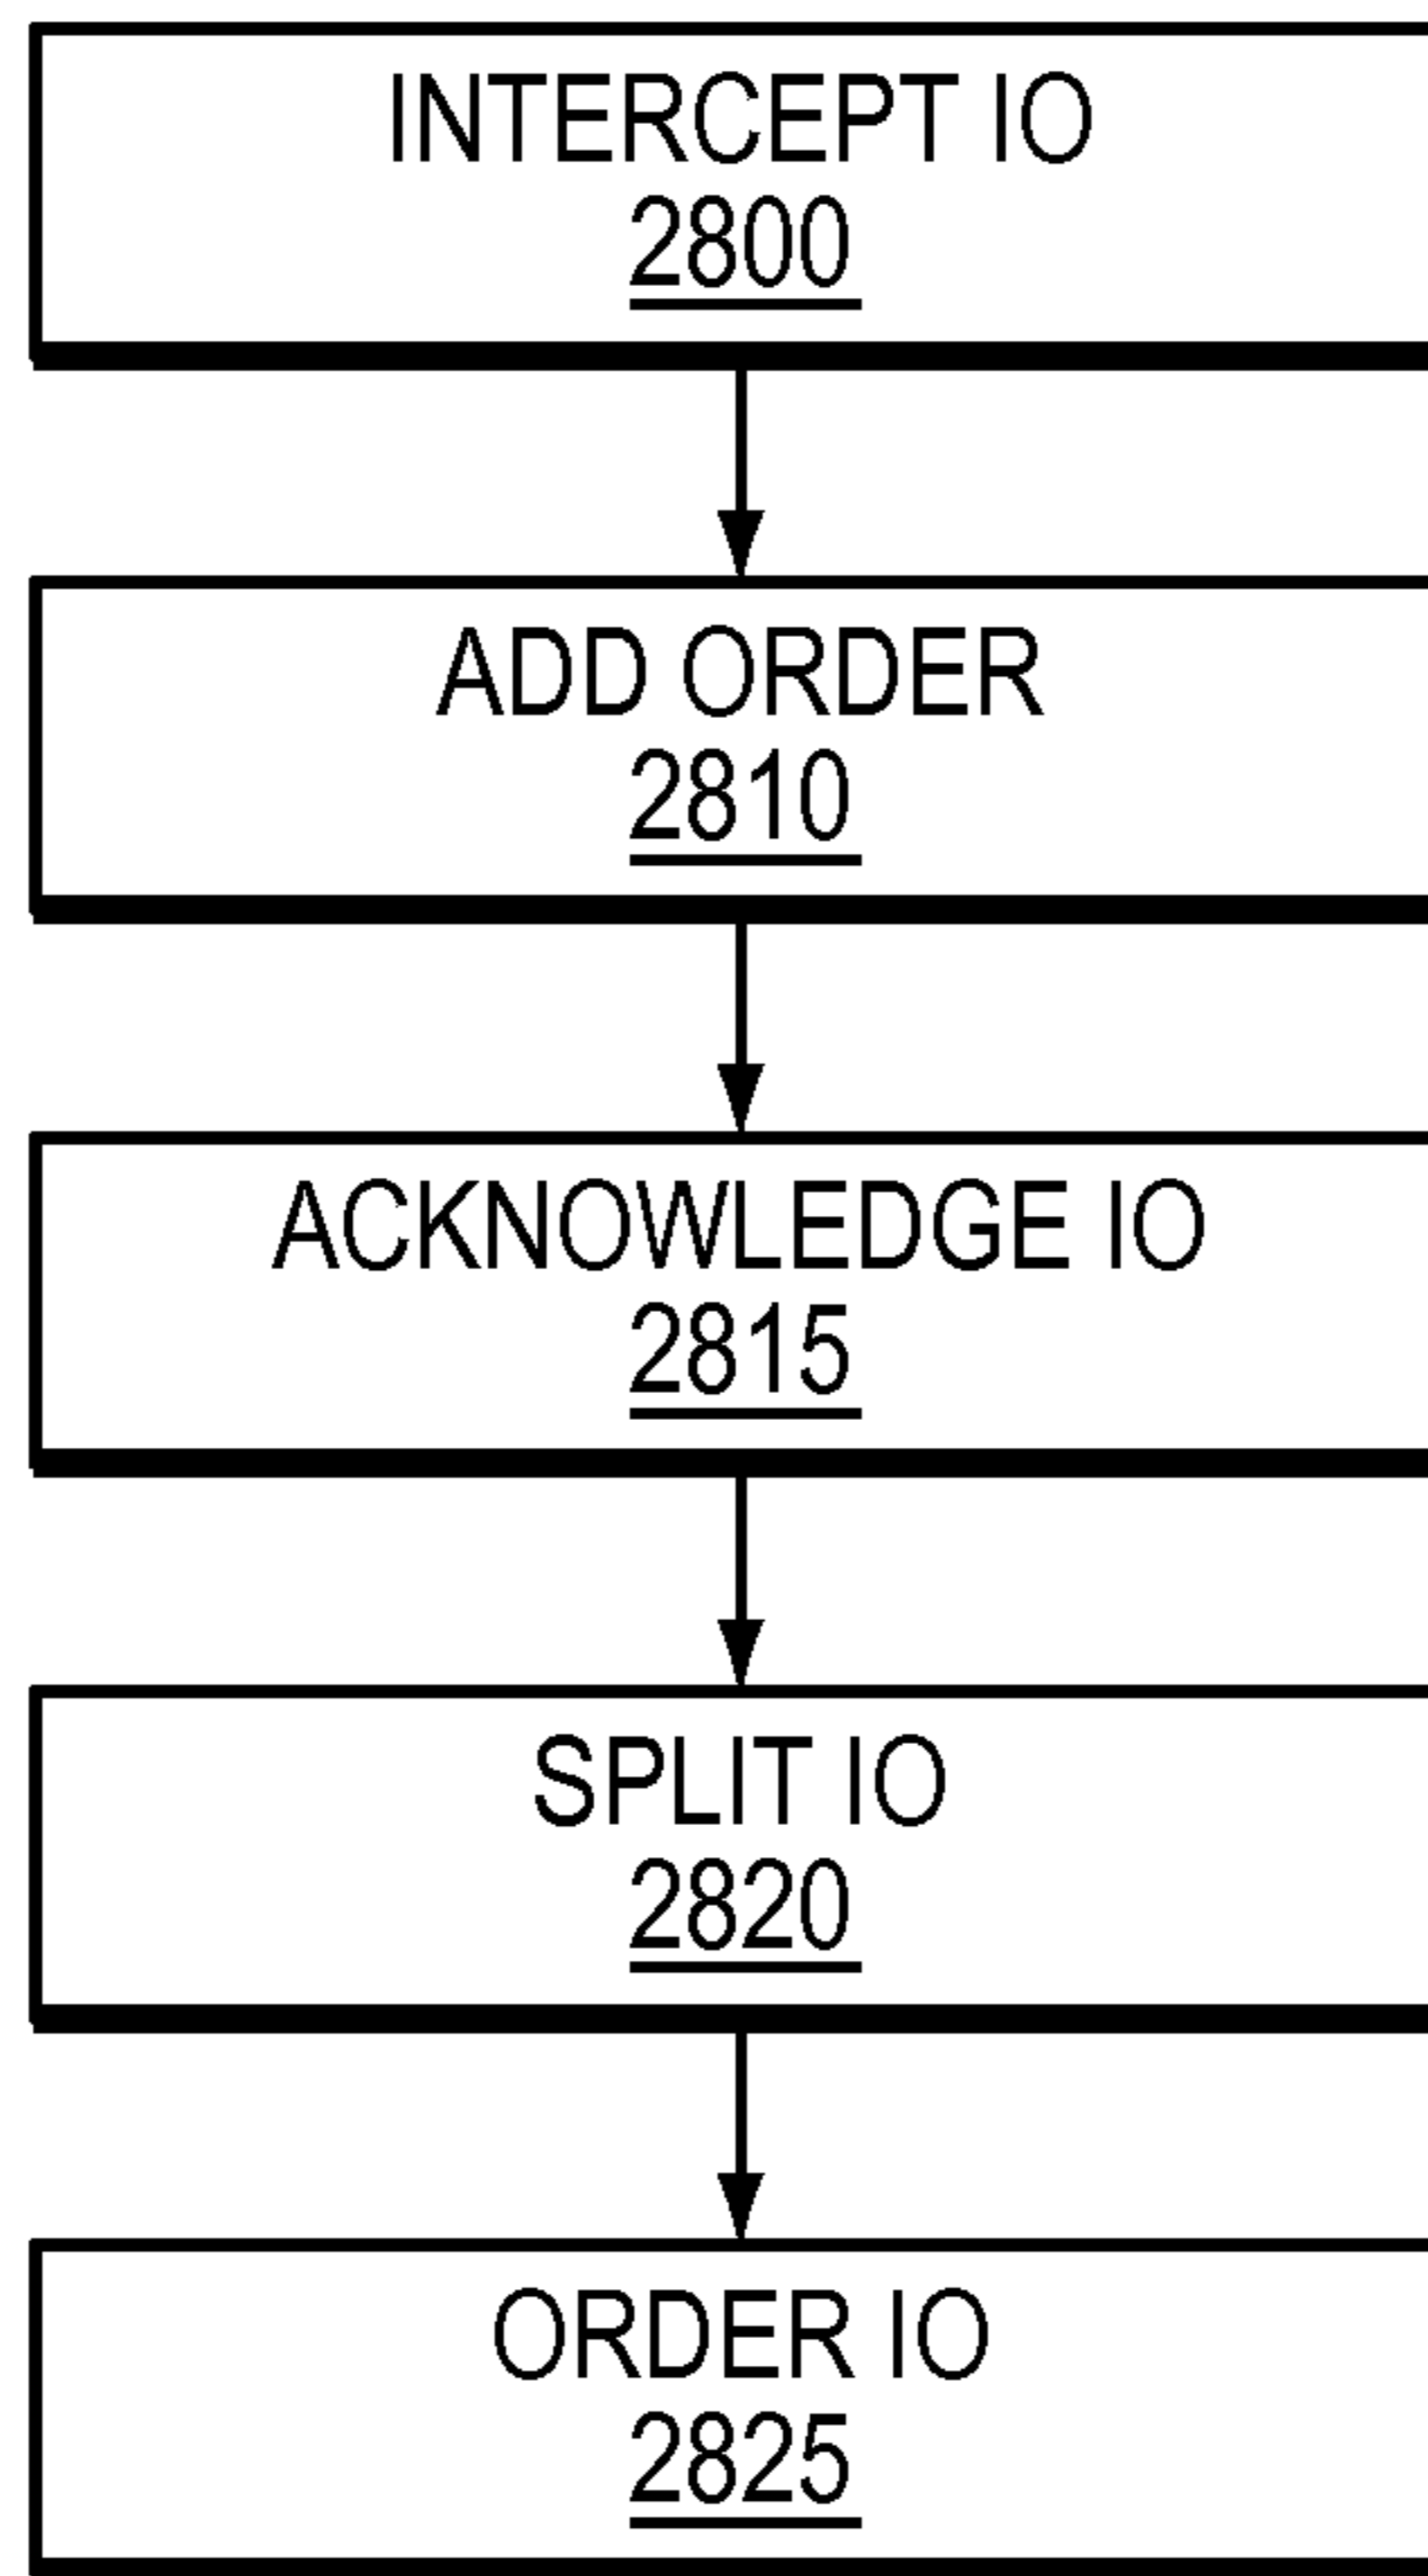 INTERCEPT IO
2800
ADD ORDER
2810
ACKNOWLEDGE IO
2815
SPLIT IO
2820
ORDER IO
2825